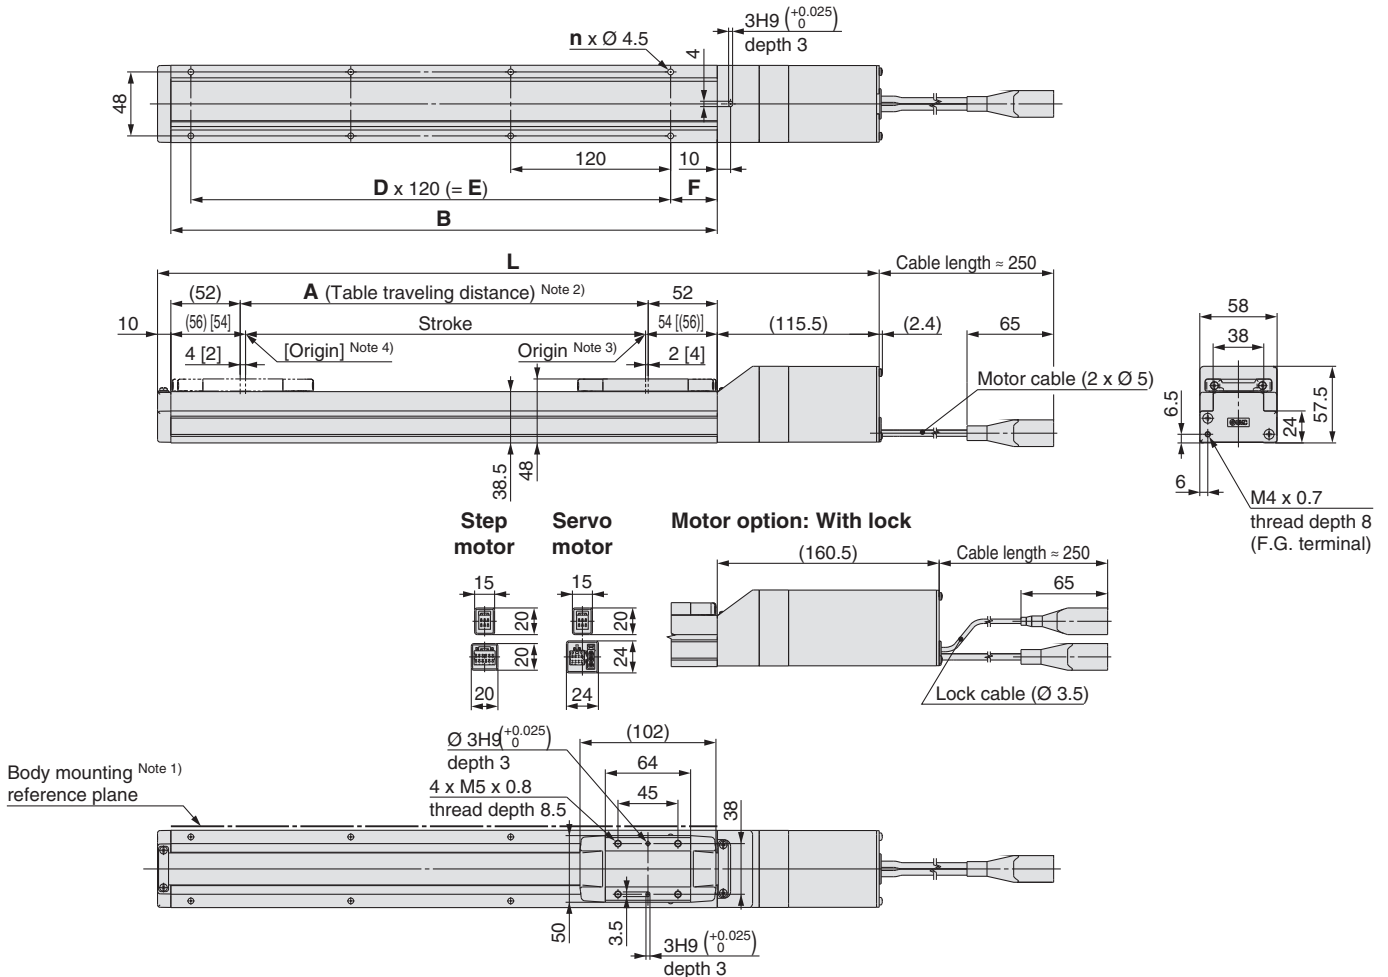 3H9 (+0.025 0)
depth 3
n x Ø 4.5
4
48
120
10
D x 120 (= E)
F
B
L
Cable length ≈ 250
(52)
A (Table traveling distance) Note 2)
52
10
(56) [54]
Stroke
54 [(56)]
(115.5)
(2.4)
65
4 [2]
[Origin] Note 4)
Origin Note 3)
2 [4]
Motor cable (2 x Ø 5)
38.5
48
58
38
6.5
24
57.5
6
M4 x 0.7
thread depth 8
(F.G. terminal)
Step
motor
Servo
motor
Motor option: With lock
15
20
20
20
15
20
24
24
(160.5)
Cable length ≈ 250
65
Lock cable (Ø 3.5)
Body mounting Note 1)
reference plane
Ø 3H9 (+0.025 0)
depth 3
4 x M5 x 0.8
thread depth 8.5
(102)
64
45
38
50
3.5
3H9 (+0.025 0)
depth 3